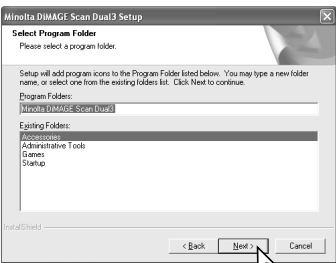 Minolta DiMAGE Scan Dual3 Setup
Select Program Folder
Please select a program folder.
Setup will add program icons to the Program Folder listed below. You may type a new folder
name, or select one from the existing folders list. Click Next to continue.
Program Folders:
Minolta DiMAGE Scan Dual3
Existing Folders:
Accessories
Administrative Tools
Games
Startup
InstallShield
< Back
Next >
Cancel